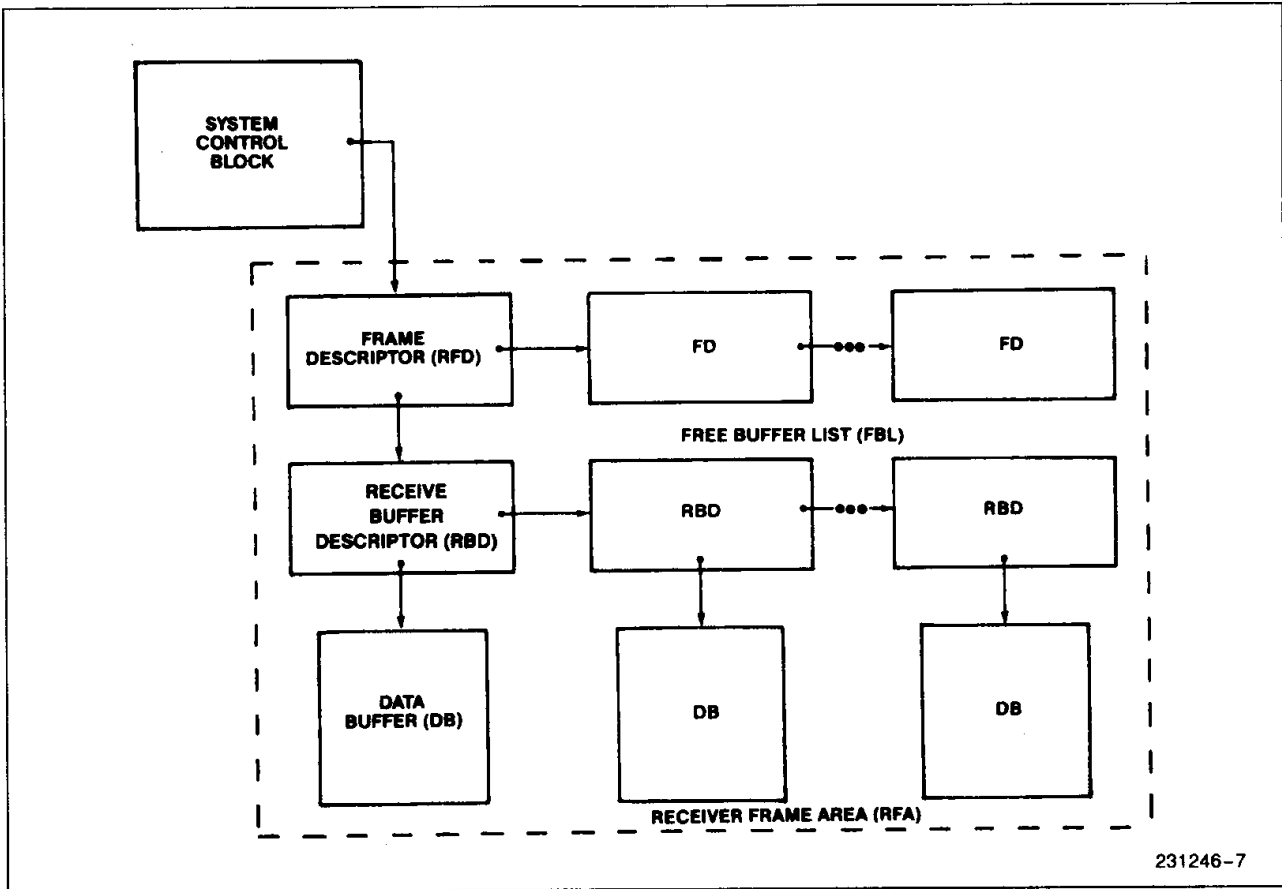 SYSTEM
CONTROL
BLOCK
FRAME
DESCRIPTOR (RFD)
FD
FD
FREE BUFFER LIST (FBL)
RECEIVE
BUFFER
DESCRIPTOR (RBD)
RBD
RBD
DATA
BUFFER (DB)
DB
DB
RECEIVER FRAME AREA (RFA)
231246-7